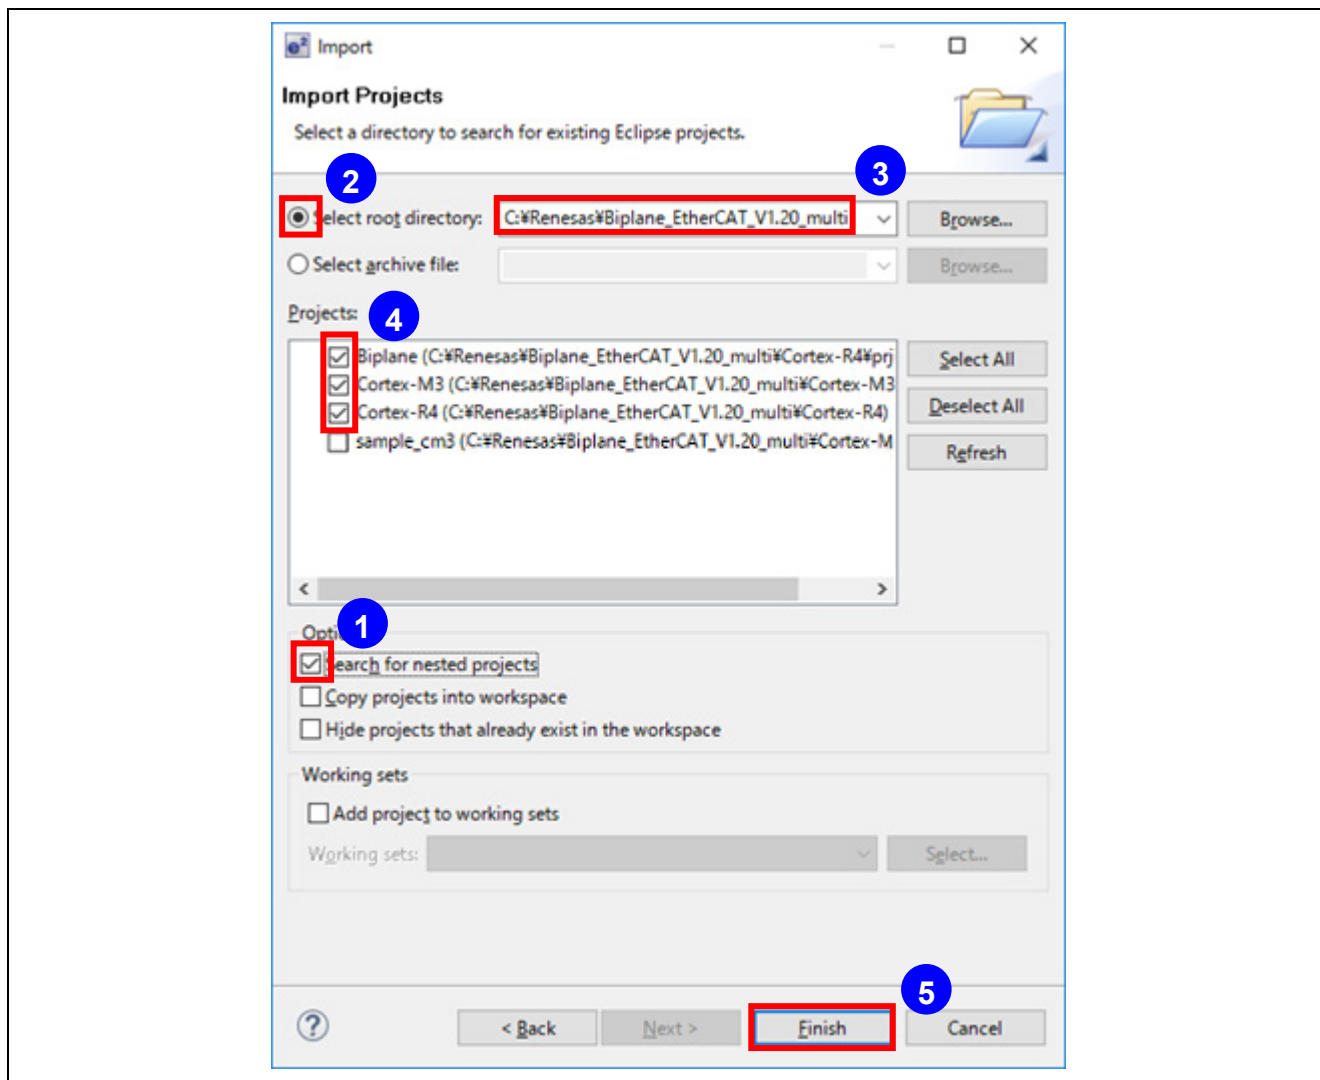 e² Import
Import Projects
Select a directory to search for existing Eclipse projects.
2
3
Select root directory: C:¥Renesas¥Biplane_EtherCAT_V1.20_multi Browse...
Select archive file: Browse...
Projects:
4
Biplane (C:¥Renesas¥Biplane_EtherCAT_V1.20_multi¥Cortex-R4¥prj
Select All
Cortex-M3 (C:¥Renesas¥Biplane_EtherCAT_V1.20_multi¥Cortex-M3
Cortex-R4 (C:¥Renesas¥Biplane_EtherCAT_V1.20_multi¥Cortex-R4)
Deselect All
sample_cm3 (C:¥Renesas¥Biplane_EtherCAT_V1.20_multi¥Cortex-M
Refresh
1
Search for nested projects
Copy projects into workspace
Hide projects that already exist in the workspace
Working sets
Add project to working sets
Working sets: Select...
5
? < Back Next > Finish Cancel